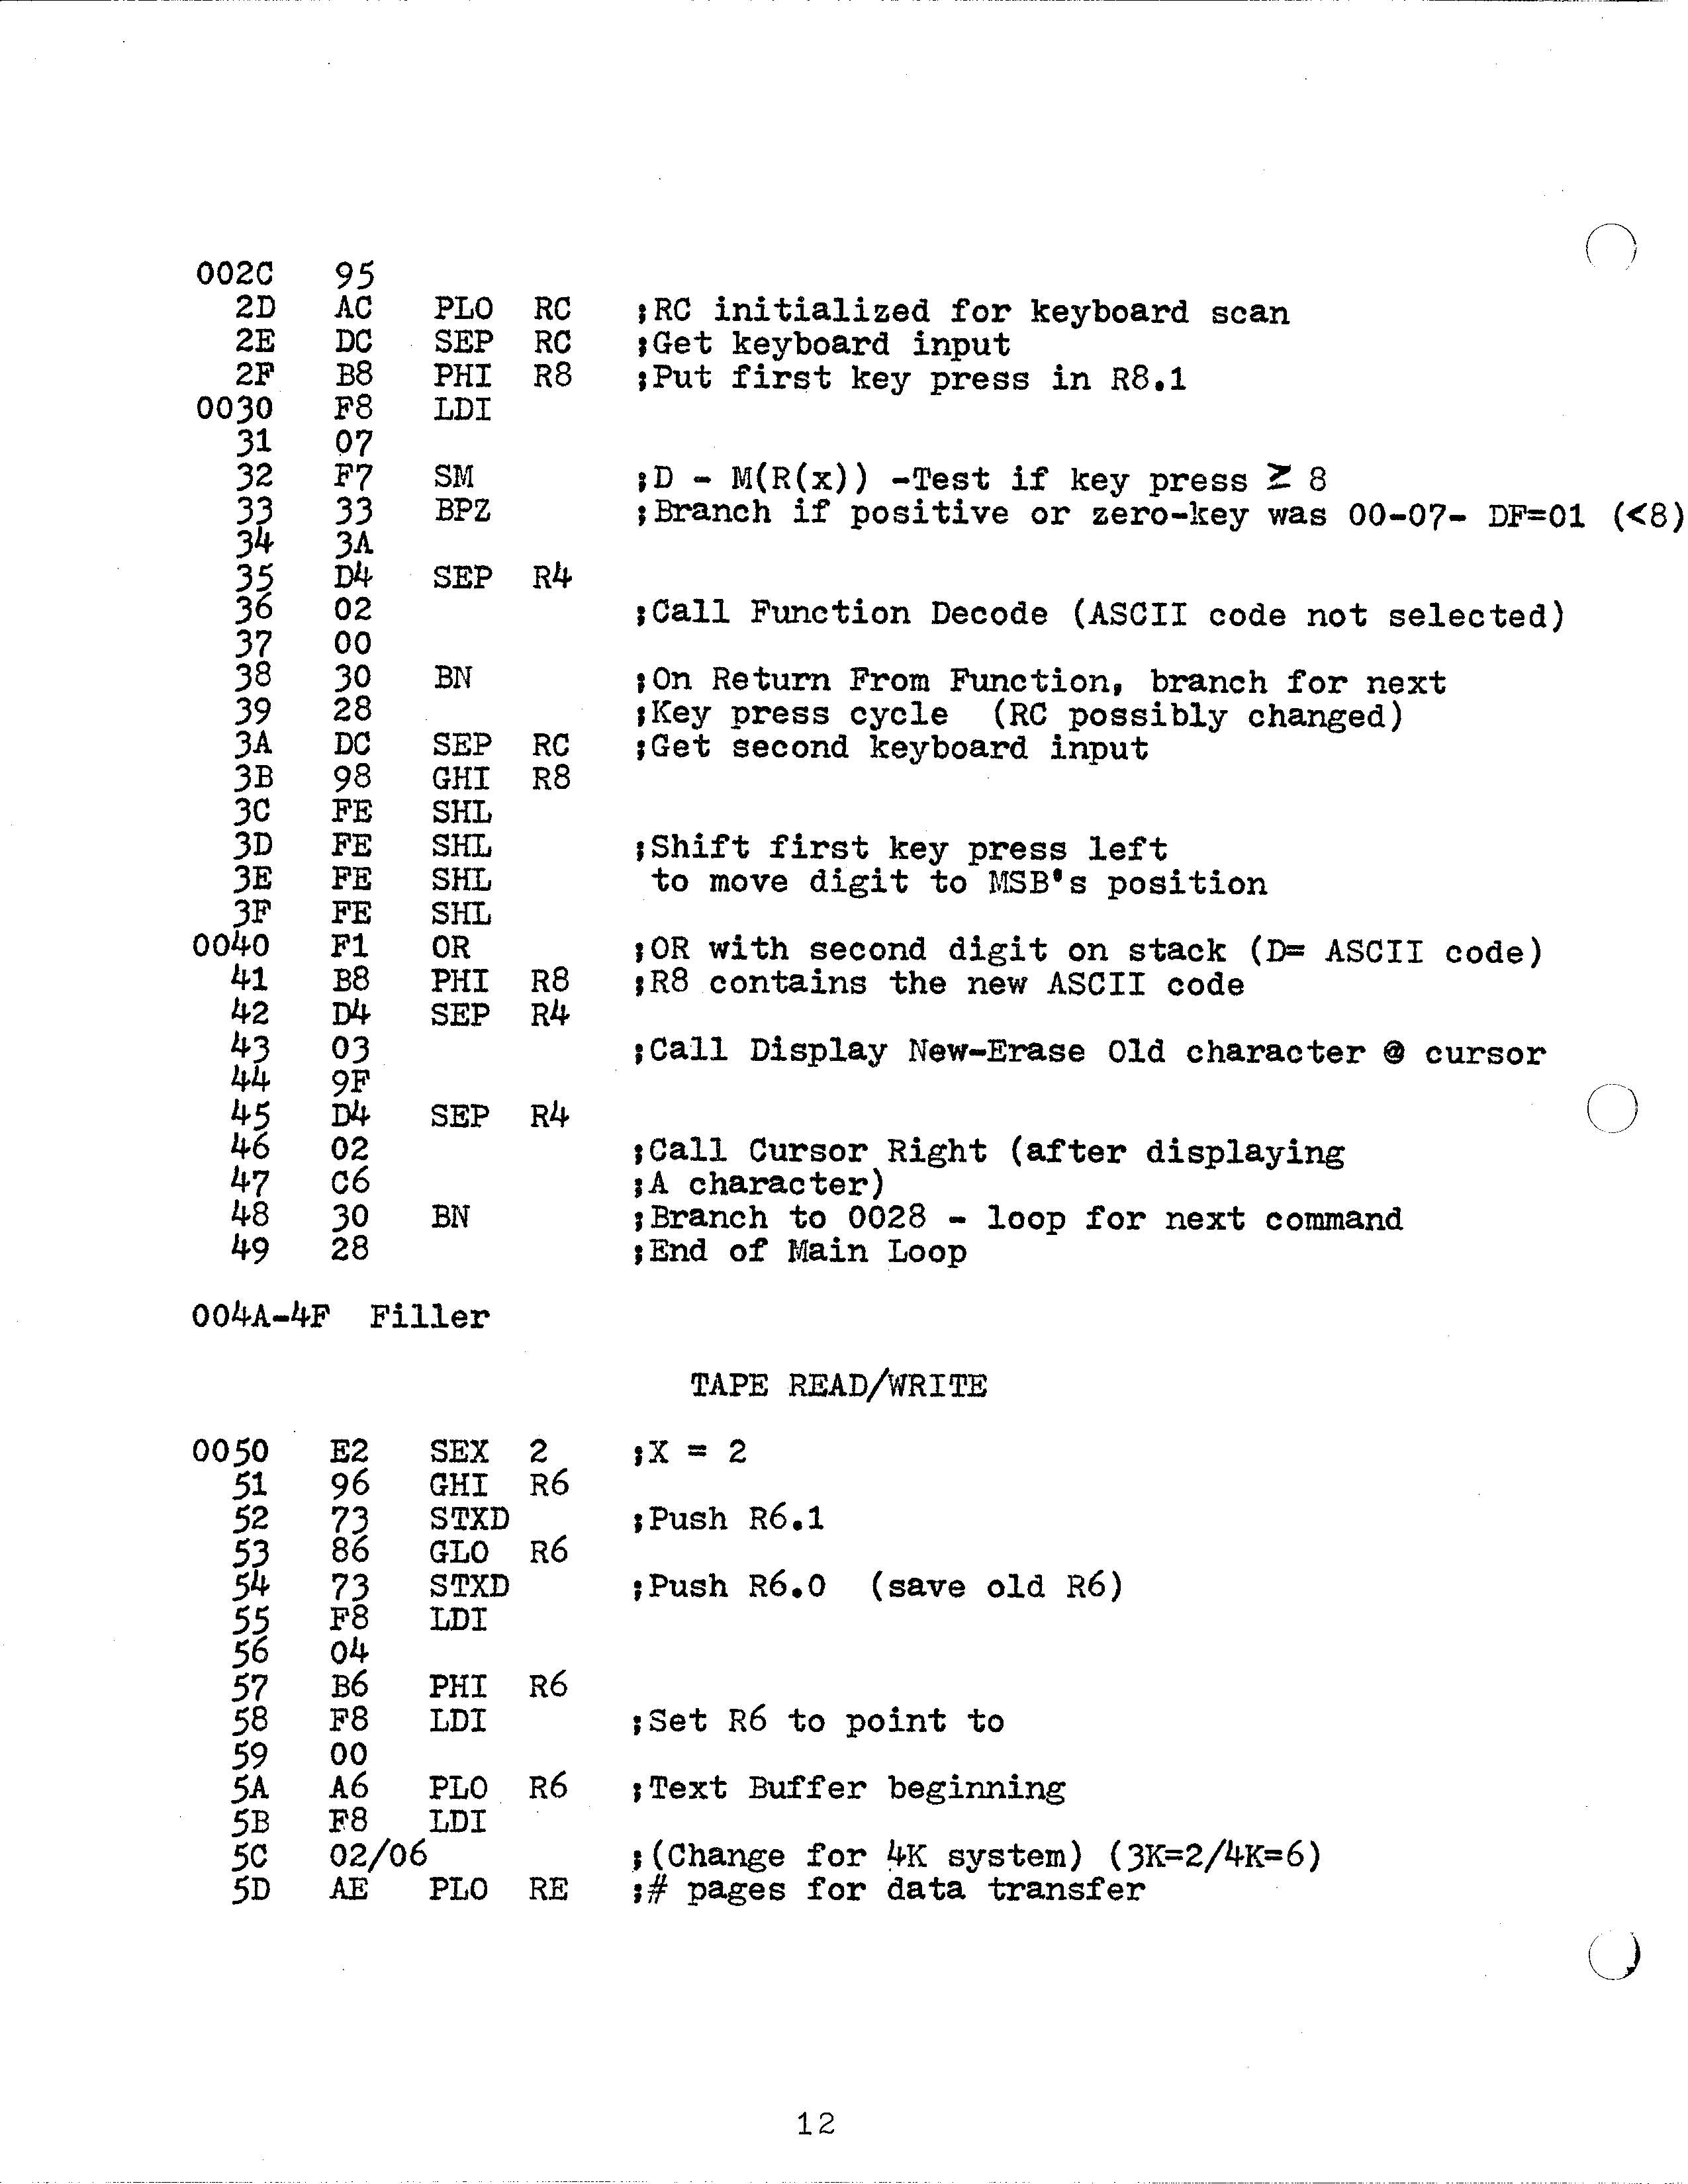 002C 95
2D AC PLO RC ;RC initialized for keyboard scan
2E DC SEP RC ;Get keyboard input
2F B8 PHI R8 ;Put first key press in R8.1
0030 F8 LDI
31 07
32 F7 SM ;D - M(R(x)) -Test if key press ≥ 8
33 33 BPZ ;Branch if positive or zero-key was 00-07- DF=01 (<8)
34 3A
35 D4 SEP R4
36 02 ;Call Function Decode (ASCII code not selected)
37 00
38 30 BN ;On Return From Function, branch for next
39 28 ;Key press cycle (RC possibly changed)
3A DC SEP RC ;Get second keyboard input
3B 98 GHI R8
3C FE SHL
3D FE SHL ;Shift first key press left
3E FE SHL to move digit to MSB's position
3F FE SHL
0040 F1 OR ;OR with second digit on stack (D= ASCII code)
41 B8 PHI R8 ;R8 contains the new ASCII code
42 D4 SEP R4
43 03 ;Call Display New-Erase Old character @ cursor
44 9F
45 D4 SEP R4
46 02 ;Call Cursor Right (after displaying
47 C6 ;A character)
48 30 BN ;Branch to 0028 - loop for next command
49 28 ;End of Main Loop
004A-4F Filler
TAPE READ/WRITE
0050 E2 SEX 2 ;X = 2
51 96 GHI R6
52 73 STXD ;Push R6.1
53 86 GLO R6
54 73 STXD ;Push R6.0 (save old R6)
55 F8 LDI
56 04
57 B6 PHI R6
58 F8 LDI ;Set R6 to point to
59 00
5A A6 PLO R6 ;Text Buffer beginning
5B F8 LDI
5C 02/06 ;(Change for 4K system) (3K=2/4K=6)
5D AE PLO RE ;# pages for data transfer
12